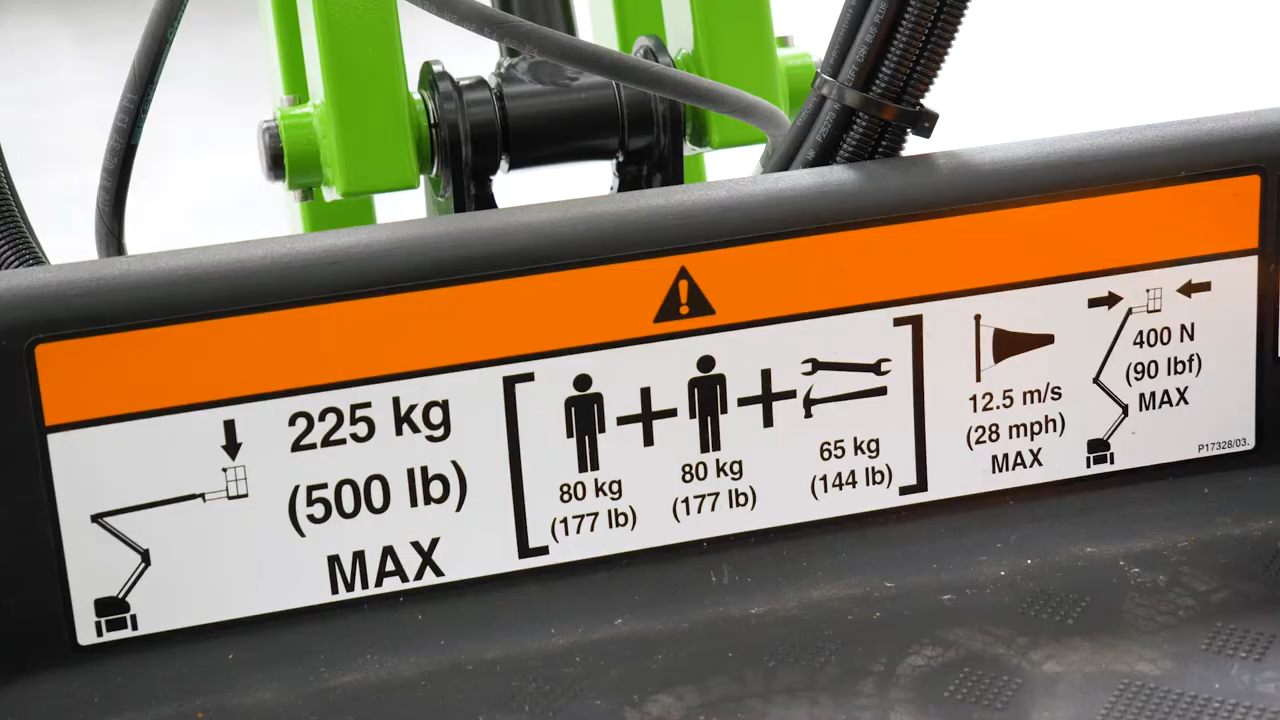 225 kg
(500 lb)
MAX
80 kg
(177 lb)
80 kg
(177 lb)
65 kg
(144 lb)
12.5 m/s
(28 mph)
MAX
400 N
(90 lbf)
MAX
P17328/03.